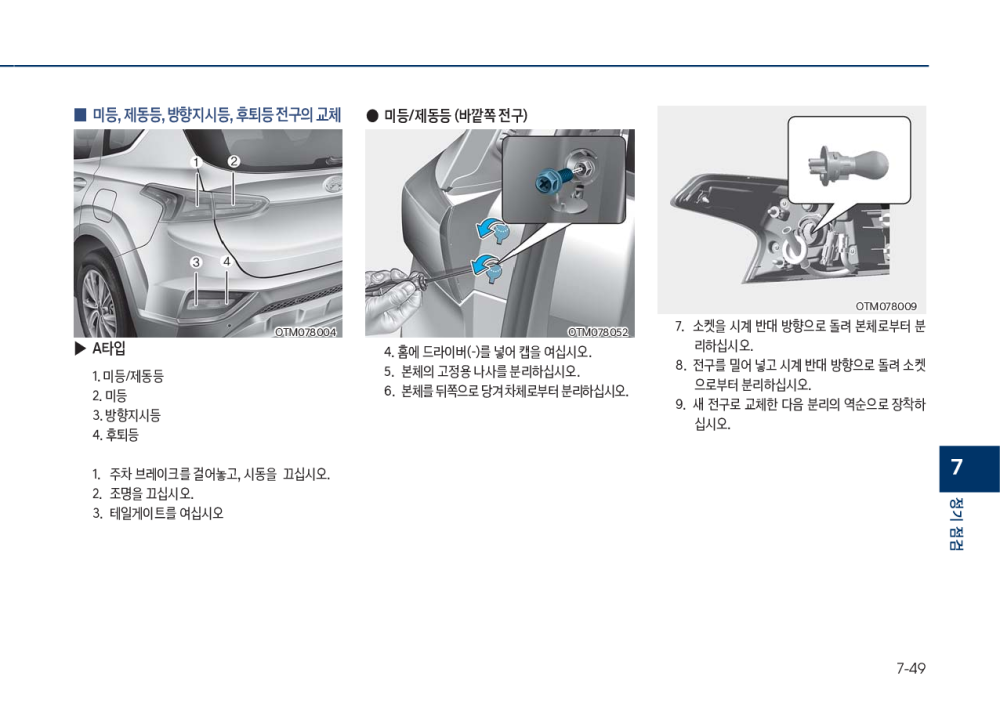 ■ 미등, 제동등, 방향지시등, 후퇴등 전구의 교체
1
2
3
4
OTM078004
▶ A타입
1. 미등/제동등
2. 미등
3. 방향지시등
4. 후퇴등
1. 주차 브레이크를 걸어놓고, 시동을 끄십시오.
2. 조명을 끄십시오.
3. 테일게이트를 여십시오
● 미등/제동등 (바깥쪽 전구)
OTM078052
4. 홈에 드라이버(-)를 넣어 캡을 여십시오.
5. 본체의 고정용 나사를 분리하십시오.
6. 본체를 뒤쪽으로 당겨 차체로부터 분리하십시오.
OTM078009
7. 소켓을 시계 반대 방향으로 돌려 본체로부터 분
리하십시오.
8. 전구를 밀어 넣고 시계 반대 방향으로 돌려 소켓
으로부터 분리하십시오.
9. 새 전구로 교체한 다음 분리의 역순으로 장착하
십시오.
7
정기 점검
7-49